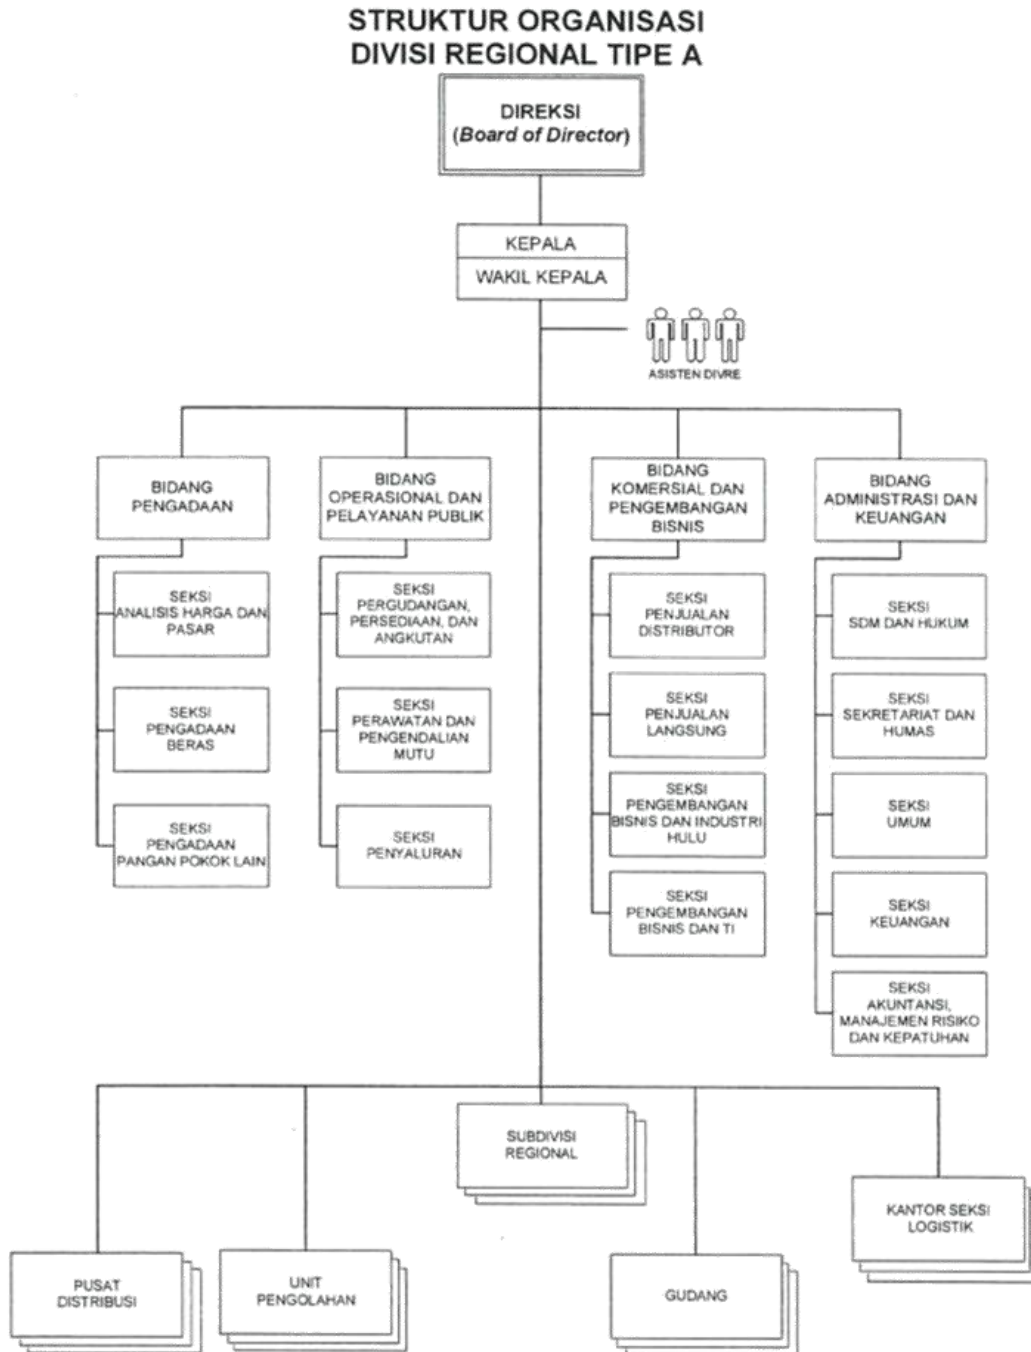 STRUKTUR ORGANISASI
DIVISI REGIONAL TIPE A
DIREKSI
(Board of Director)
KEPALA
WAKIL KEPALA
ASISTEN DIVRE
BIDANG
PENGADAAN
SEKSI
ANALISIS HARGA DAN
PASAR
SEKSI
PENGADAAN
BERAS
SEKSI
PENGADAAN
PANGAN POKOK LAIN
BIDANG
OPERASIONAL DAN
PELAYANAN PUBLIK
SEKSI
PERGUDANGAN,
PERSEDIAAN, DAN
ANGKUTAN
SEKSI
PERAWATAN DAN
PENGENDALIAN
MUTU
SEKSI
PENYALURAN
BIDANG
KOMERSIAL DAN
PENGEMBANGAN
BISNIS
SEKSI
PENJUALAN
DISTRIBUTOR
SEKSI
PENJUALAN
LANGSUNG
SEKSI
PENGEMBANGAN
BISNIS DAN INDUSTRI
HULU
SEKSI
PENGEMBANGAN
BISNIS DAN TI
BIDANG
ADMINISTRASI DAN
KEUANGAN
SEKSI
SDM DAN HUKUM
SEKSI
SEKRETARIAT DAN
HUMAS
SEKSI
UMUM
SEKSI
KEUANGAN
SEKSI
AKUNTANSI,
MANAJEMEN RISIKO
DAN KEPATUHAN
SUBDIVISI
REGIONAL
KANTOR SEKSI
LOGISTIK
PUSAT
DISTRIBUSI
UNIT
PENGOLAHAN
GUDANG